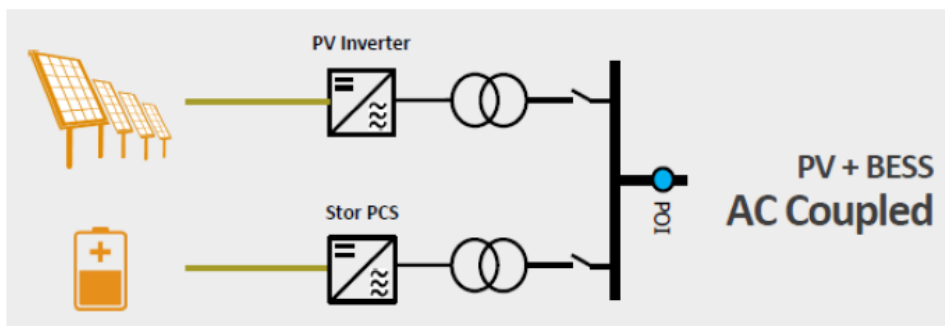 PV Inverter
Stor PCS
POI
PV + BESS
AC Coupled